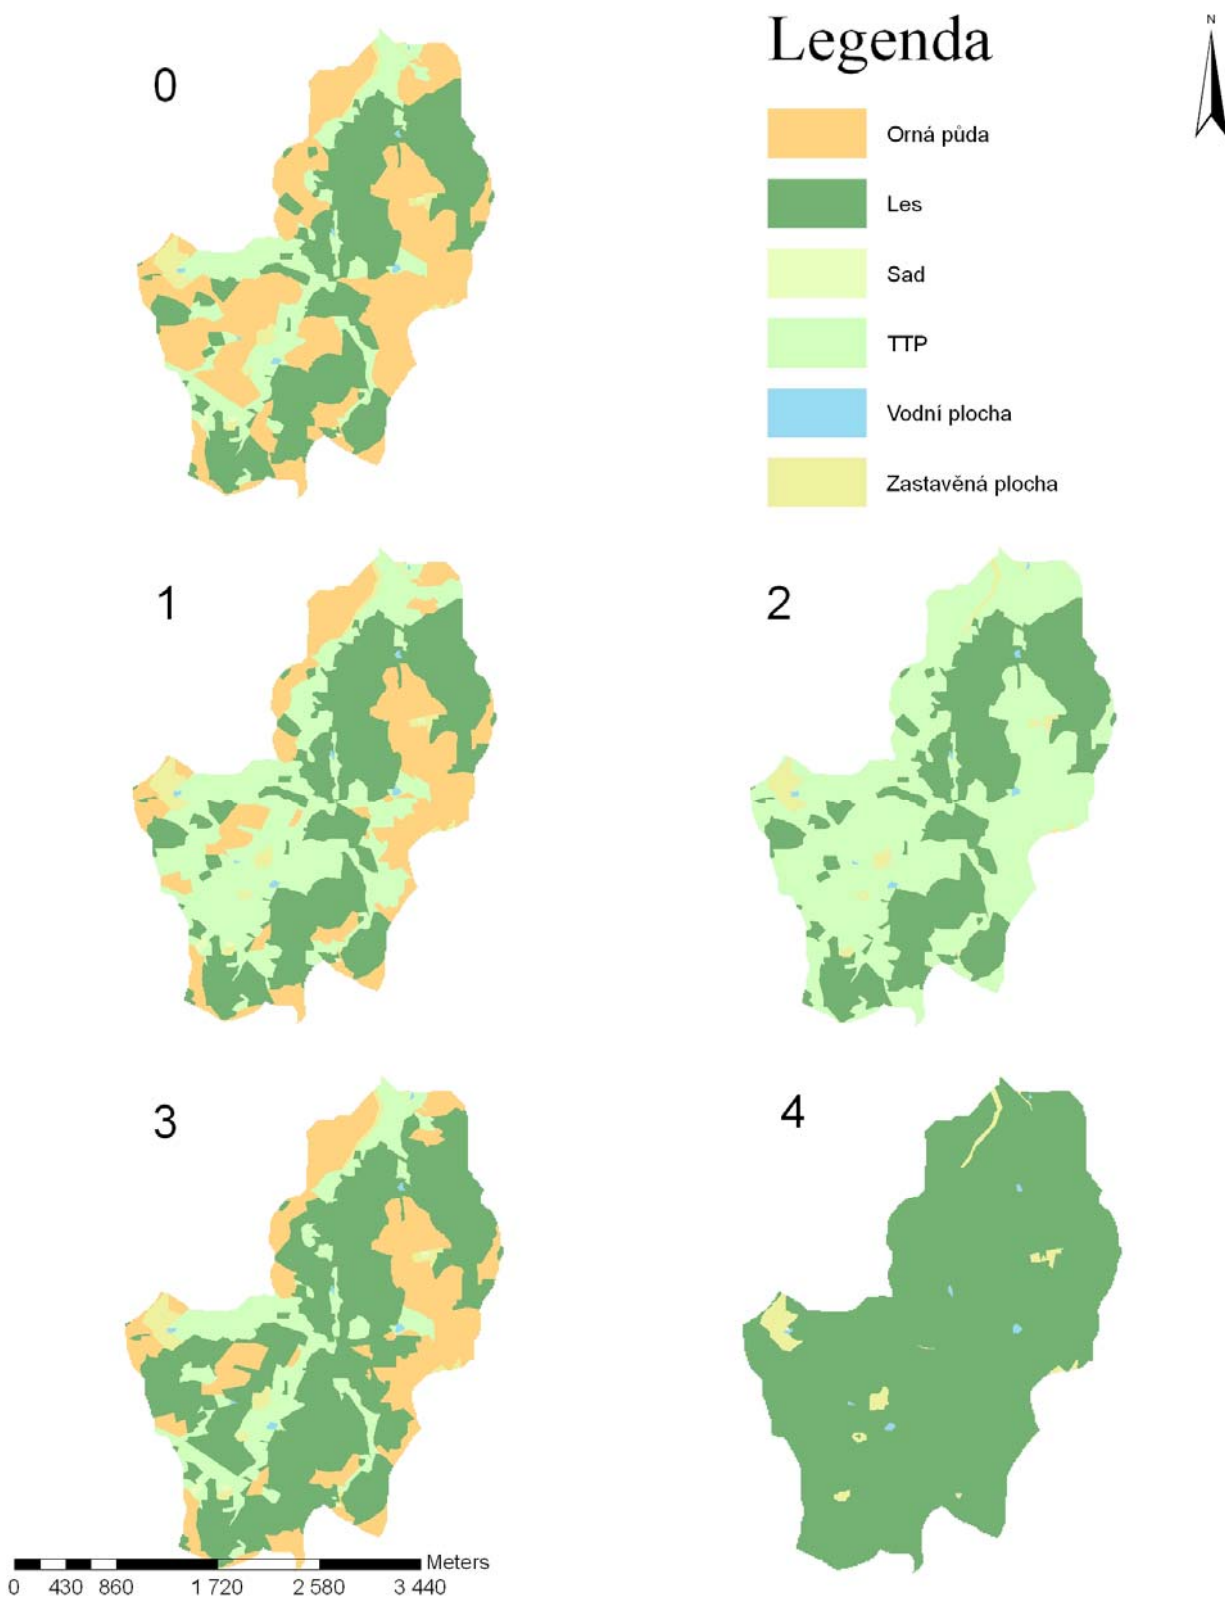 Legenda
N
0
Orná půda
Les
Sad
TTP
Vodní plocha
Zastavěná plocha
1
2
3
4
Meters
0 430 860 1 720 2 580 3 440